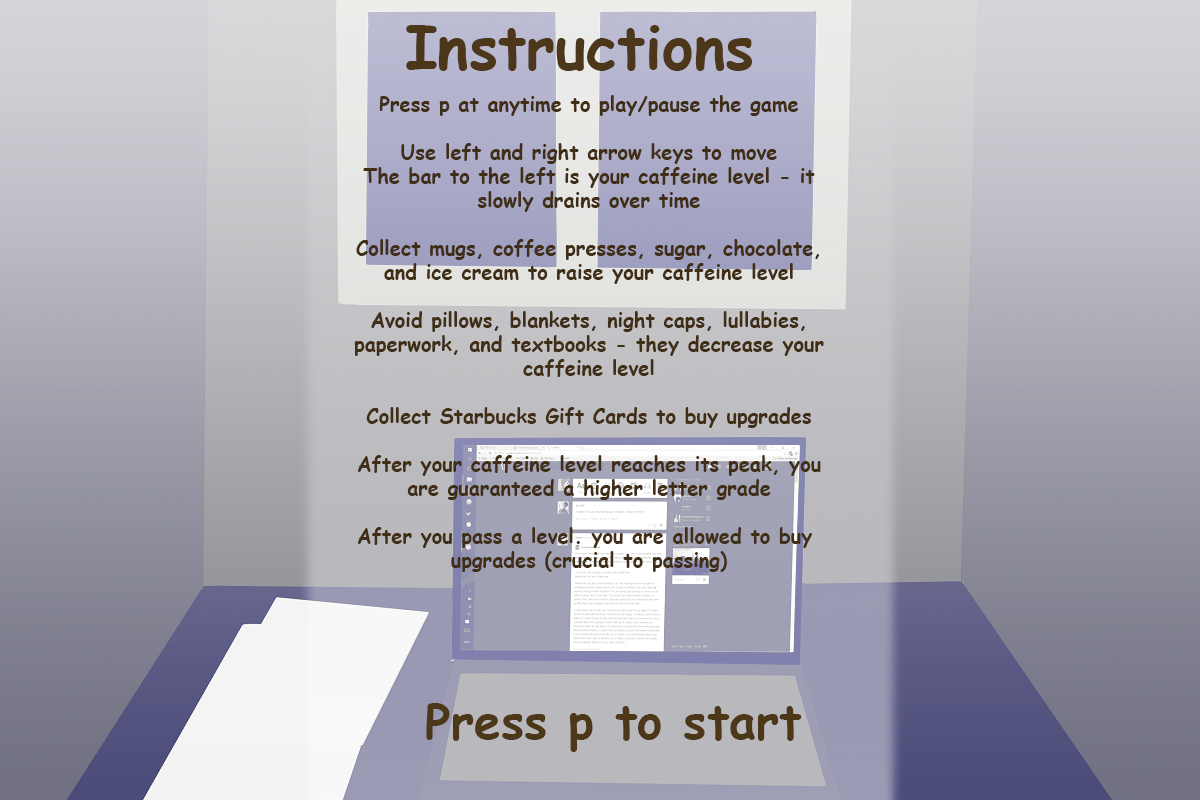 Instructions
Press p at anytime to play/pause the game
Use left and right arrow keys to move
The bar to the left is your caffeine level - it
slowly drains over time
Collect mugs, coffee presses, sugar, chocolate,
and ice cream to raise your caffeine level
Avoid pillows, blankets, night caps, lullabies,
paperwork, and textbooks - they decrease your
caffeine level
Collect Starbucks Gift Cards to buy upgrades
After your caffeine level reaches its peak, you
are guaranteed a higher letter grade
After you pass a level. you are allowed to buy
upgrades (crucial to passing)
Press p to start